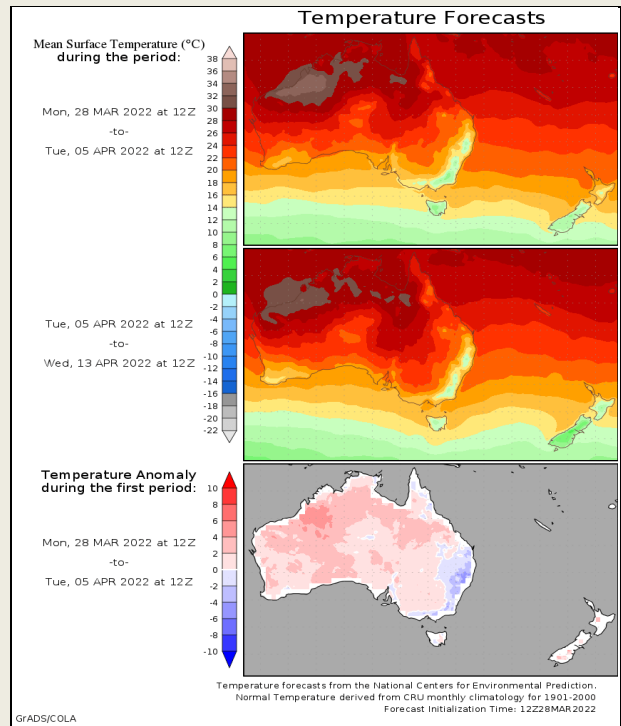 Temperature Forecasts
Mean Surface Temperature (°C)
during the period:
Mon, 28 MAR 2022 at 12Z
-to-
Tue, 05 APR 2022 at 12Z
Tue, 05 APR 2022 at 12Z
-to-
Wed, 13 APR 2022 at 12Z
38
36
34
32
30
28
26
24
22
20
18
16
14
12
10
8
6
4
2
0
-2
-4
-6
-8
-10
-12
-14
-16
-18
-20
-22
Temperature Anomaly
during the first period:
Mon, 28 MAR 2022 at 12Z
-to-
Tue, 05 APR 2022 at 12Z
10
8
6
4
2
0
-2
-4
-6
-8
-10
Temperature forecasts from the National Centers for Environmental Prediction.
Normal Temperature derived from CRU monthly climatology for 1901-2000
Forecast Initialization Time: 12Z28MAR2022
GrADS/COLA